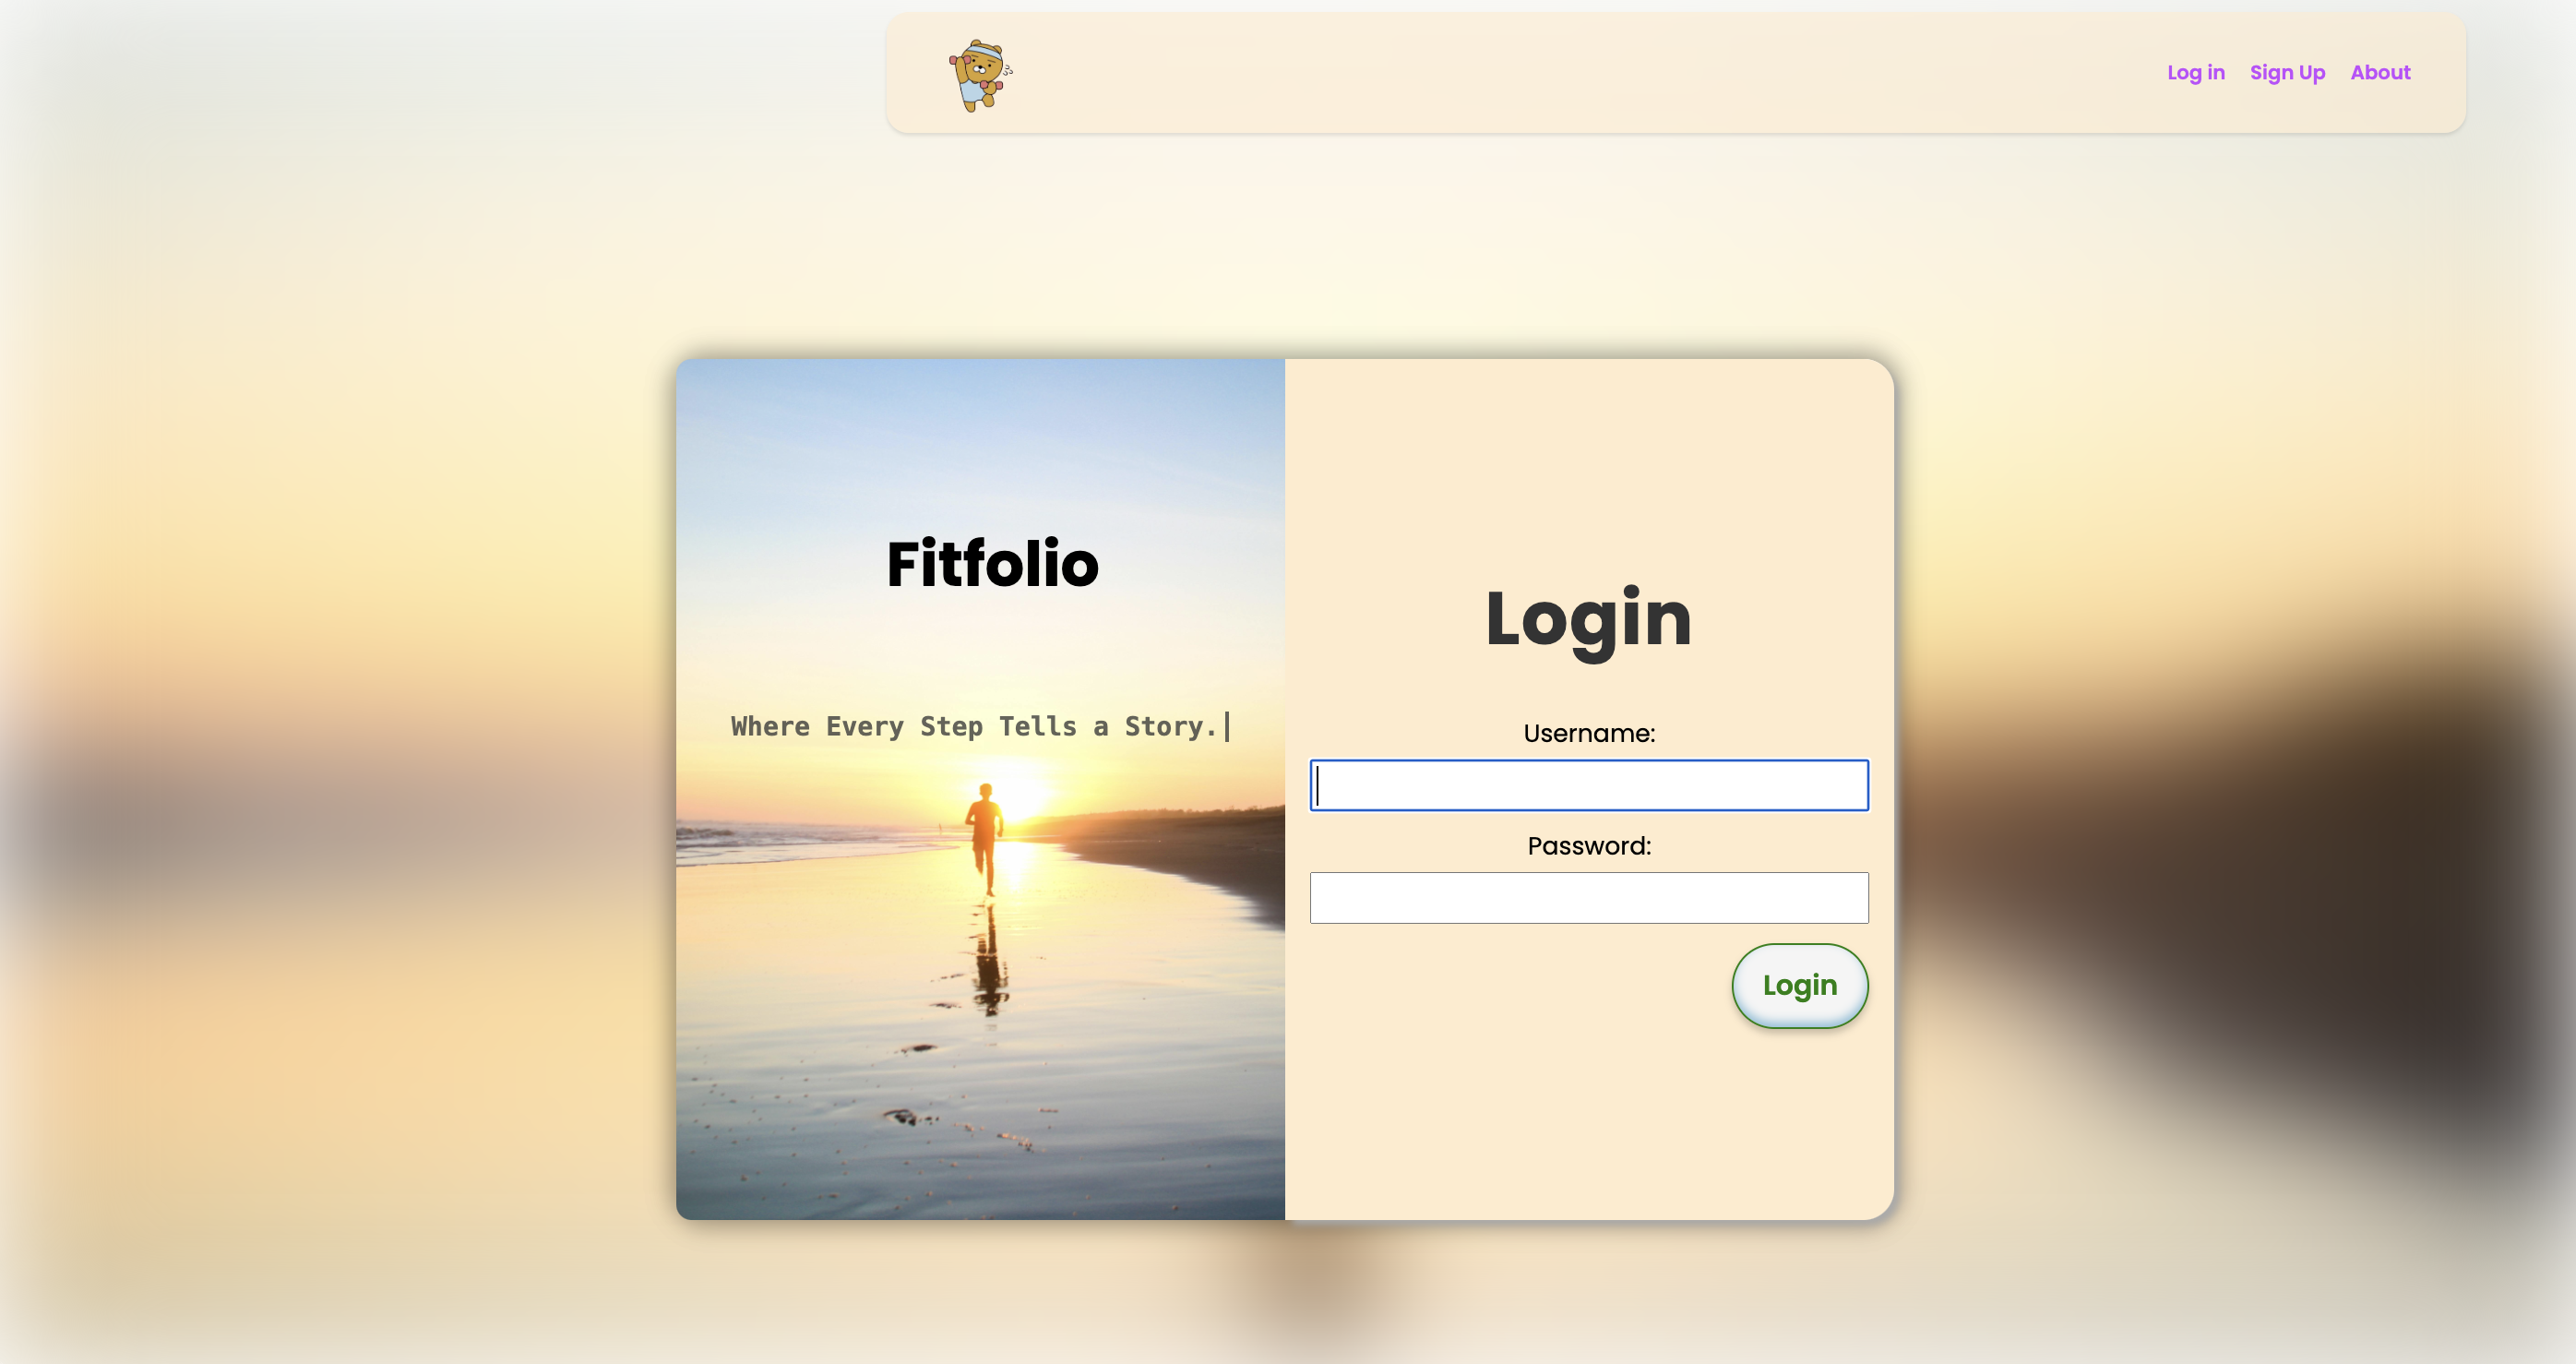 Log in Sign Up About
Fitfolio
Where Every Step Tells a Story.
Login
Username:
Password:
Login